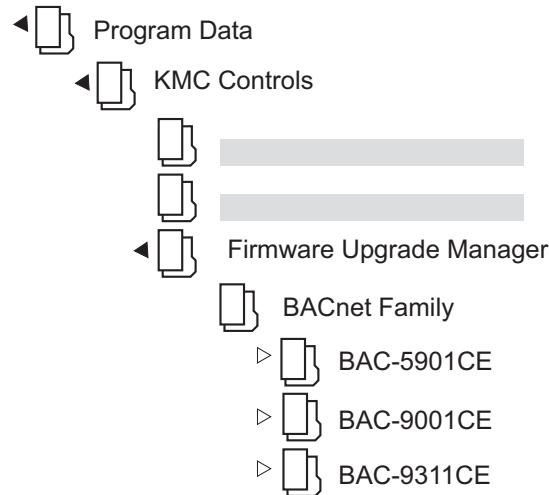 Program Data
KMC Controls
Firmware Upgrade Manager
BACnet Family
BAC-5901CE
BAC-9001CE
BAC-9311CE